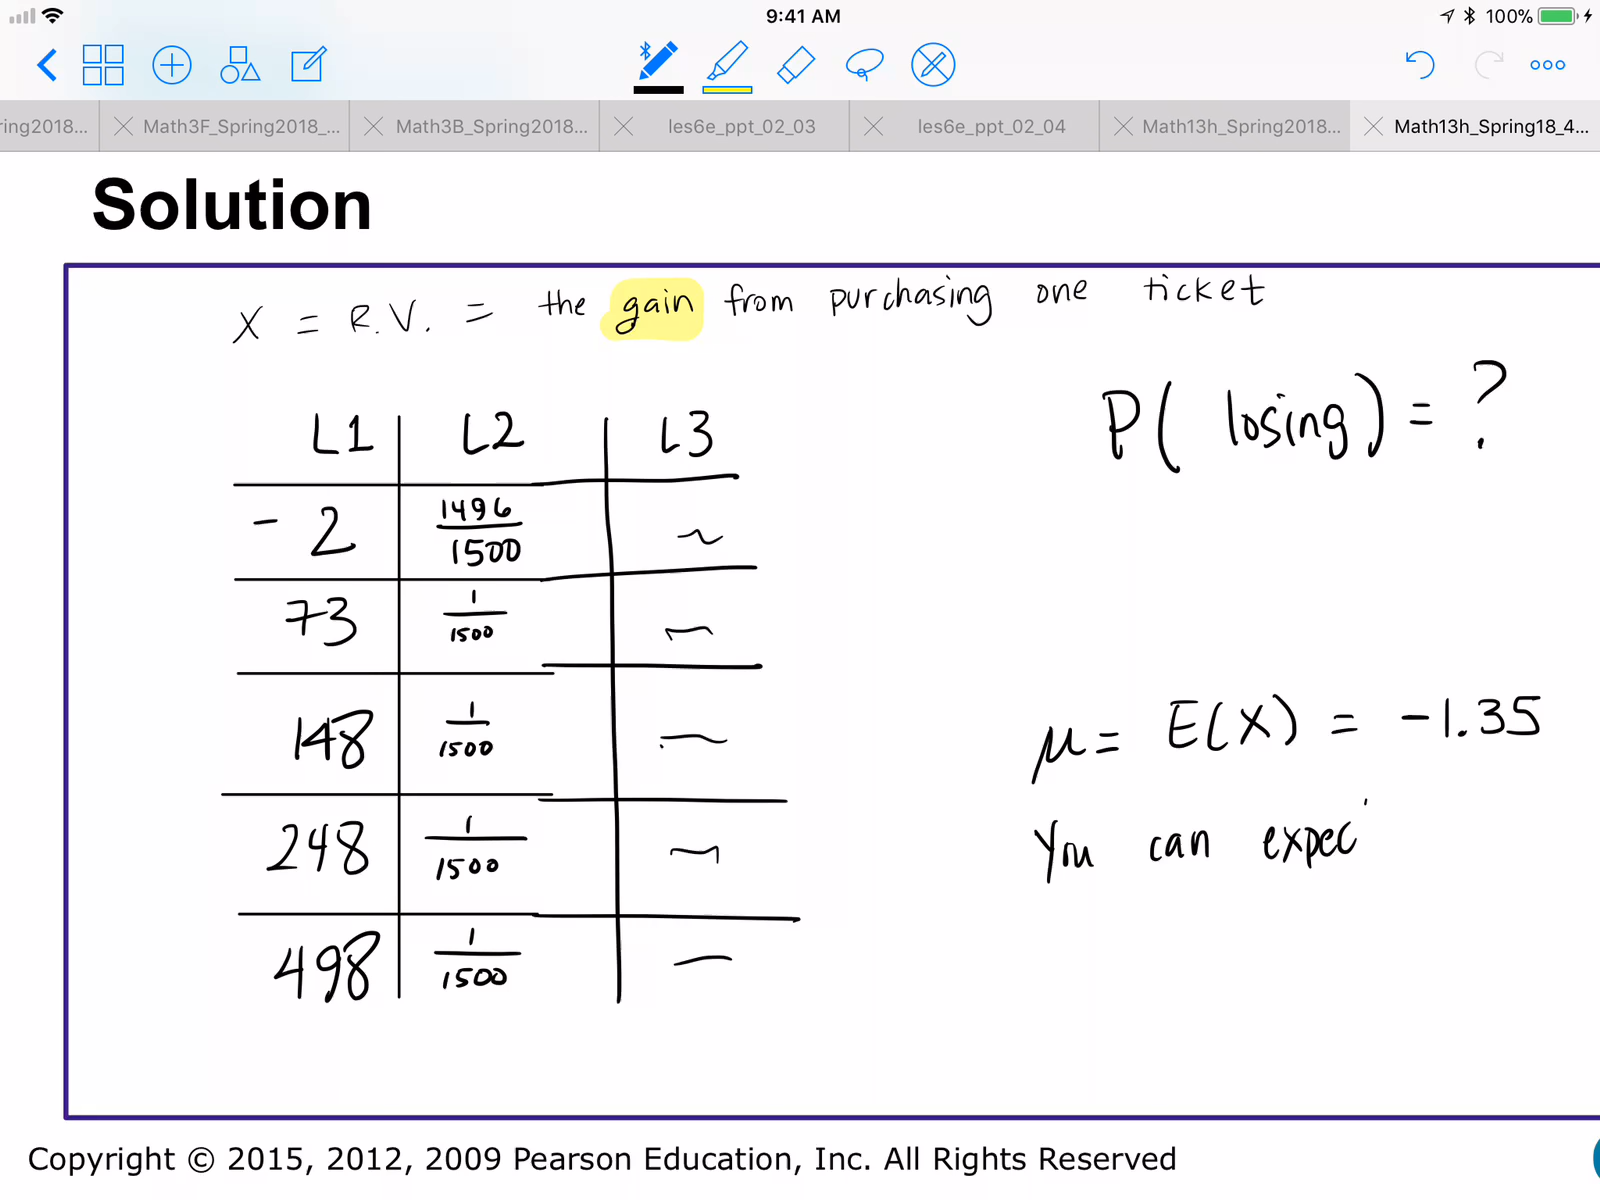 9:41 AM
100%
ring2018...
Math3F_Spring2018_...
Math3B_Spring2018...
les6e_ppt_02_03
les6e_ppt_02_04
Math13h_Spring2018...
Math13h_Spring18_4...
Solution
X = R.V. = the gain from purchasing one ticket
P( losing) = ?
L1 L2 L3
-2 1496/1500 ~
73 1/1500 ~
148 1/1500 ~
248 1/1500 ~
498 1/1500 ~
μ = E(X) = -1.35
You can expec
Copyright © 2015, 2012, 2009 Pearson Education, Inc. All Rights Reserved